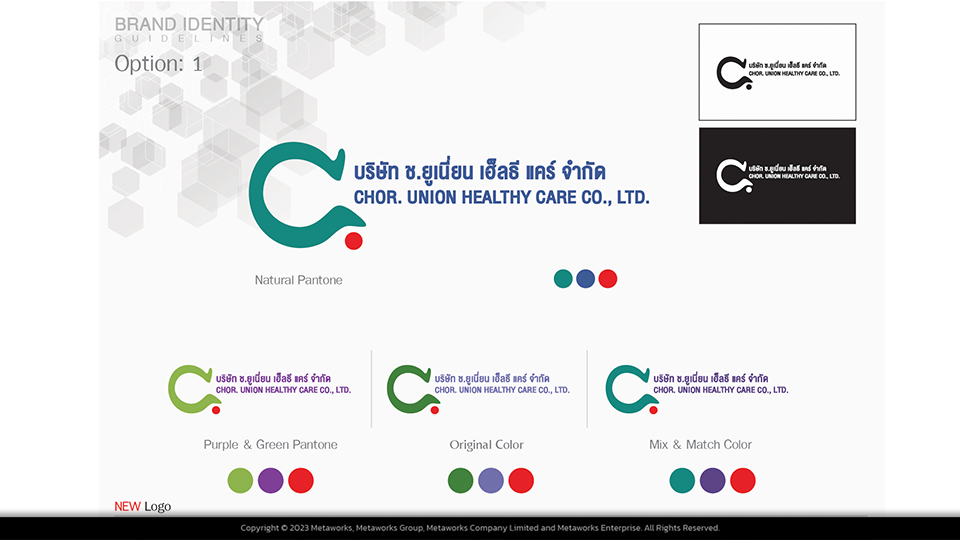 BRAND IDENTITY
GUIDELINES
Option: 1
บริษัท ช.ยูเนี่ยน เฮ็ลธี แคร์ จำกัด
CHOR. UNION HEALTHY CARE CO., LTD.
บริษัท ช.ยูเนี่ยน เฮ็ลธี แคร์ จำกัด
CHOR. UNION HEALTHY CARE CO., LTD.
บริษัท ช.ยูเนี่ยน เฮ็ลธี แคร์ จำกัด
CHOR. UNION HEALTHY CARE CO., LTD.
Natural Pantone
บริษัท ช.ยูเนี่ยน เฮ็ลธี แคร์ จำกัด
CHOR. UNION HEALTHY CARE CO., LTD.
Purple & Green Pantone
บริษัท ช.ยูเนี่ยน เฮ็ลธี แคร์ จำกัด
CHOR. UNION HEALTHY CARE CO., LTD.
Original Color
บริษัท ช.ยูเนี่ยน เฮ็ลธี แคร์ จำกัด
CHOR. UNION HEALTHY CARE CO., LTD.
Mix & Match Color
NEW Logo
Copyright © 2023 Metaworks, Metaworks Group, Metaworks Company Limited and Metaworks Enterprise. All Rights Reserved.